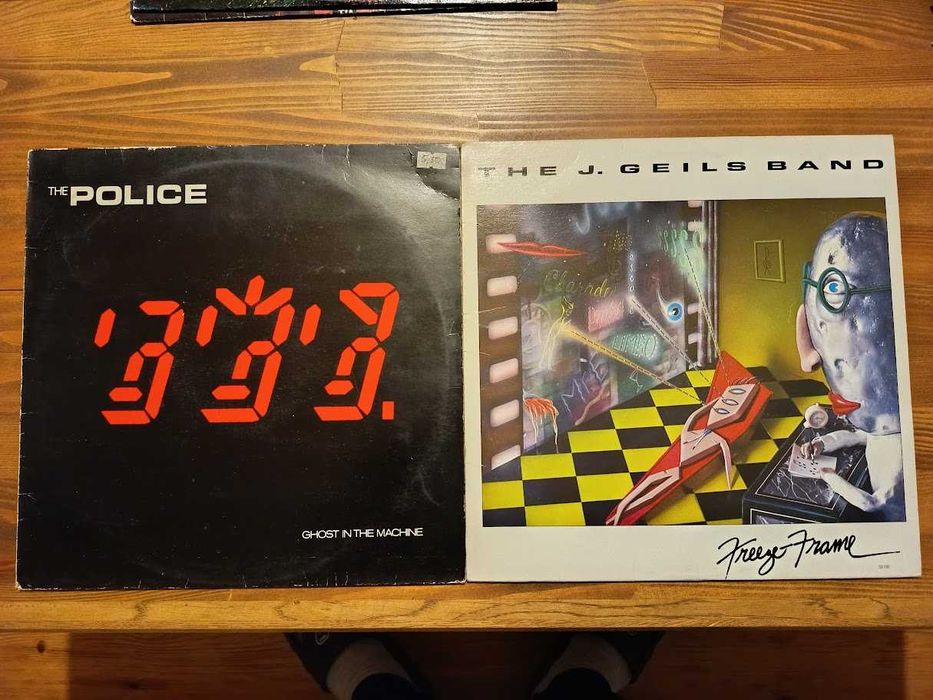 THE POLICE
GHOST IN THE MACHINE
THE J. GEILS BAND
Freeze-Frame